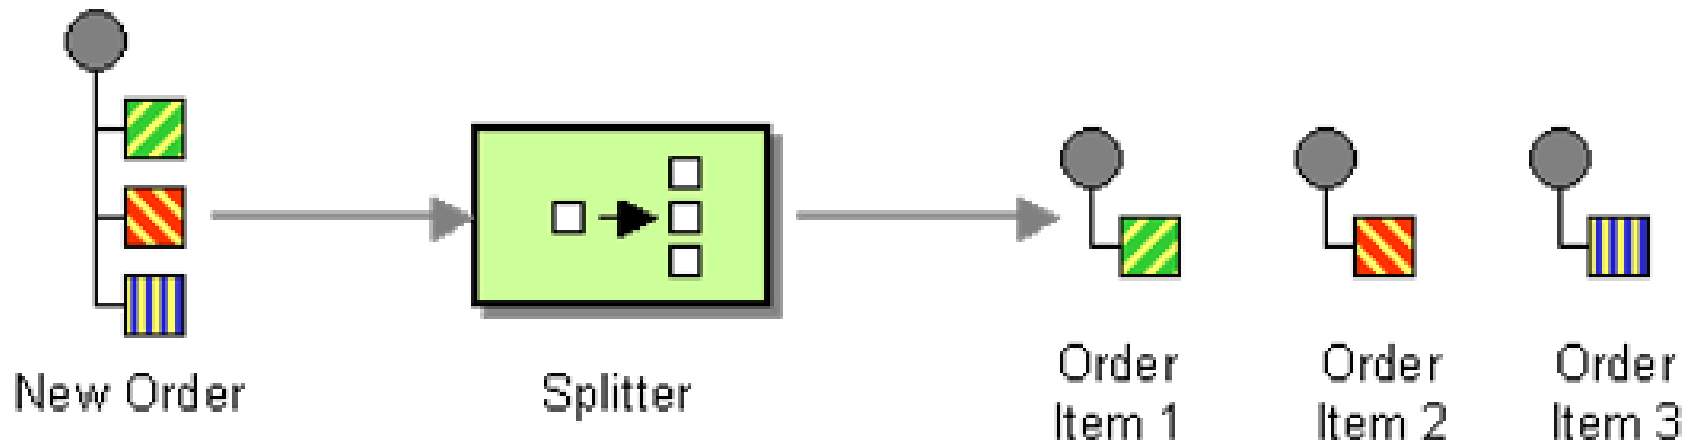 New Order
Splitter
Order
Item 1
Order
Item 2
Order
Item 3